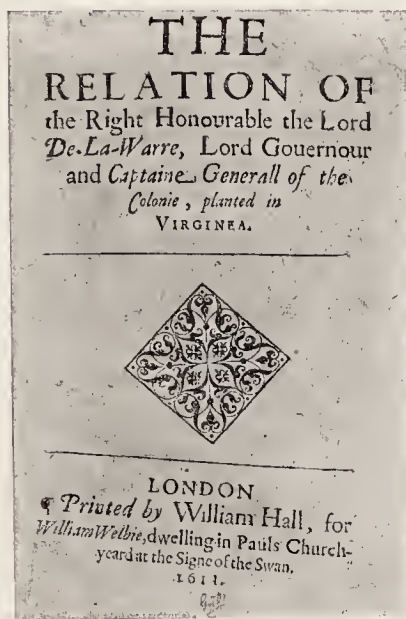 THE
RELATION OF
the Right Honourable the Lord
De-La-Warre, Lord Gouernour
and Captaine Generall of the
Colonie, planted in
VIRGINEA.
LONDON
Printed by William Hall, for
William Welbie, dwelling in Pauls Church-
yeard at the Signe of the Swan.
1611.